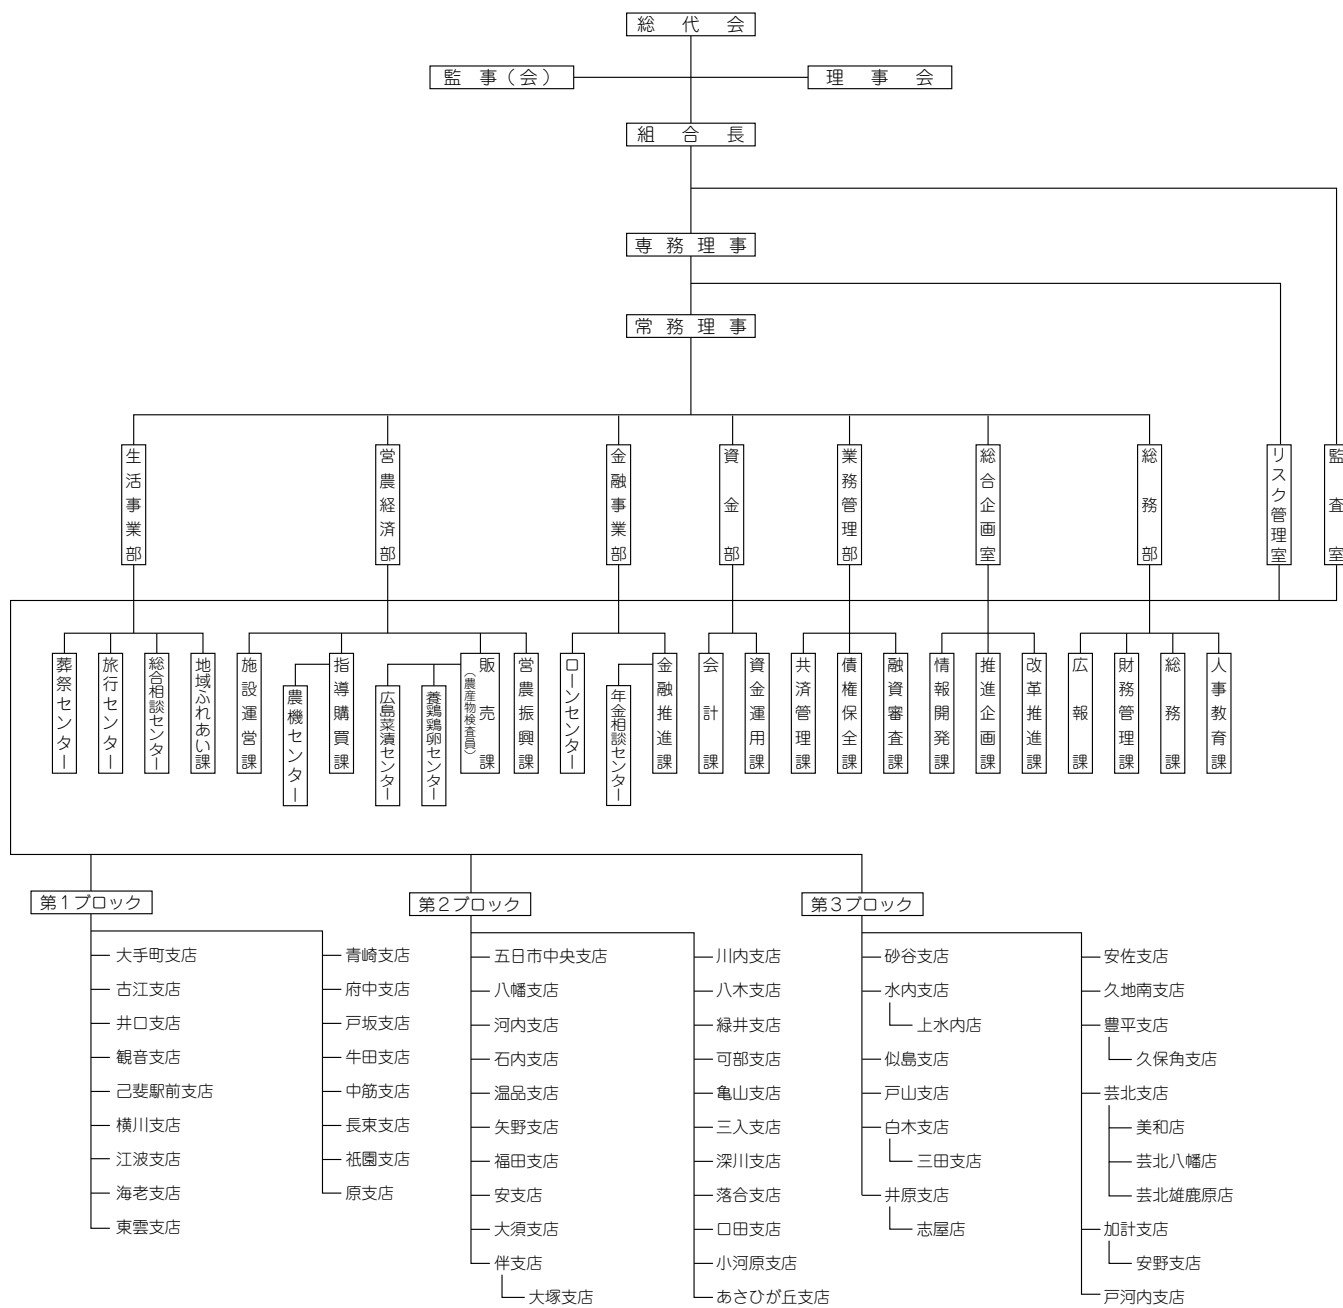 総代会
監事（会）
理事会
組合長
専務理事
常務理事
生活事業部
営農経済部
金融事業部
資金部
業務管理部
総合企画室
総務部
リスク管理室
監査室
葬祭センター
旅行センター
総合相談センター
地域ふれあい課
施設運営課
農機センター
指導購買課
広島菜漬センター
養鶏鶏卵センター
販売課
（農産物検査員）
営農振興課
ローンセンター
年金相談センター
金融推進課
会計課
資金運用課
共済管理課
債権保全課
融資審査課
情報開発課
推進企画課
改革推進課
広報課
財務管理課
総務課
人事教育課
第1ブロック
大手町支店
古江支店
井口支店
観音支店
己斐駅前支店
横川支店
江波支店
海老支店
東雲支店
青崎支店
府中支店
戸坂支店
牛田支店
中筋支店
長束支店
祇園支店
原支店
第2ブロック
五日市中央支店
八幡支店
河内支店
石内支店
温品支店
矢野支店
福田支店
安支店
大須支店
伴支店
大塚支店
川内支店
八木支店
緑井支店
可部支店
亀山支店
三入支店
深川支店
落合支店
口田支店
小河原支店
あさひが丘支店
第3ブロック
砂谷支店
水内支店
上水内店
似島支店
戸山支店
白木支店
三田支店
井原支店
志屋店
安佐支店
久地南支店
豊平支店
久保角支店
芸北支店
美和店
芸北八幡店
芸北雄鹿原店
加計支店
安野支店
戸河内支店